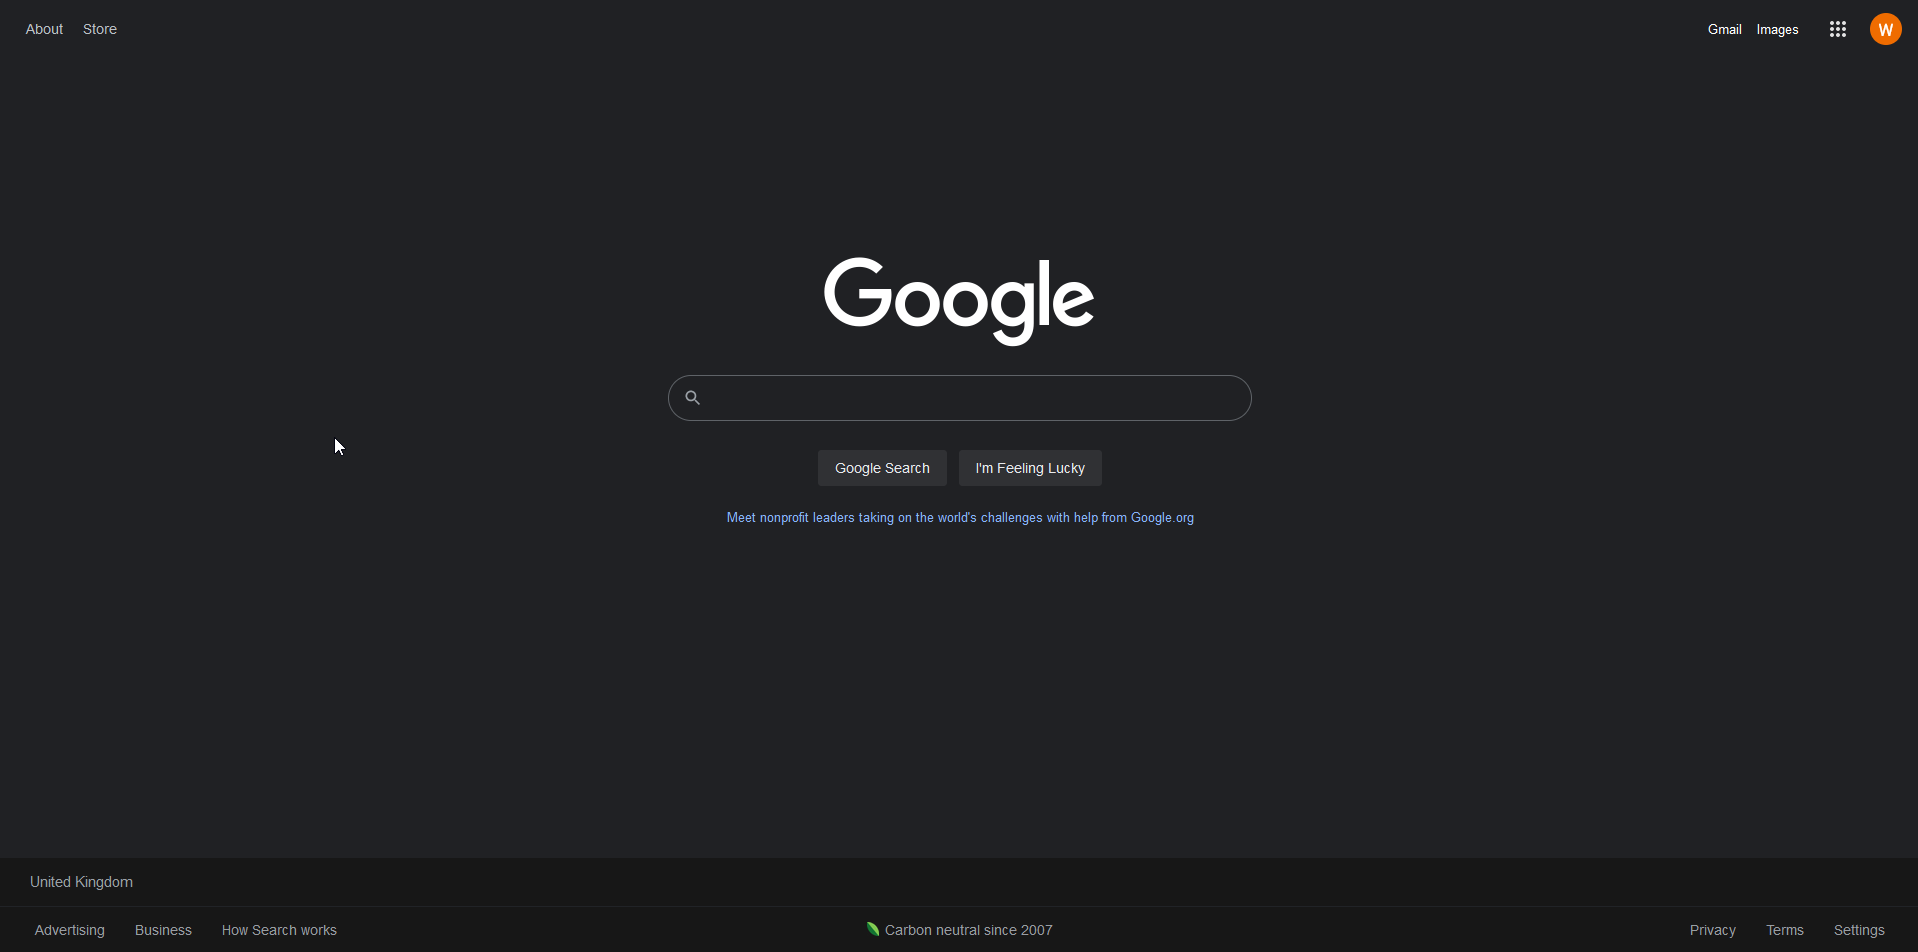 About Store Gmail Images W
Google
Google Search I'm Feeling Lucky
Meet nonprofit leaders taking on the world's challenges with help from Google.org
United Kingdom
Advertising Business How Search works Carbon neutral since 2007 Privacy Terms Settings